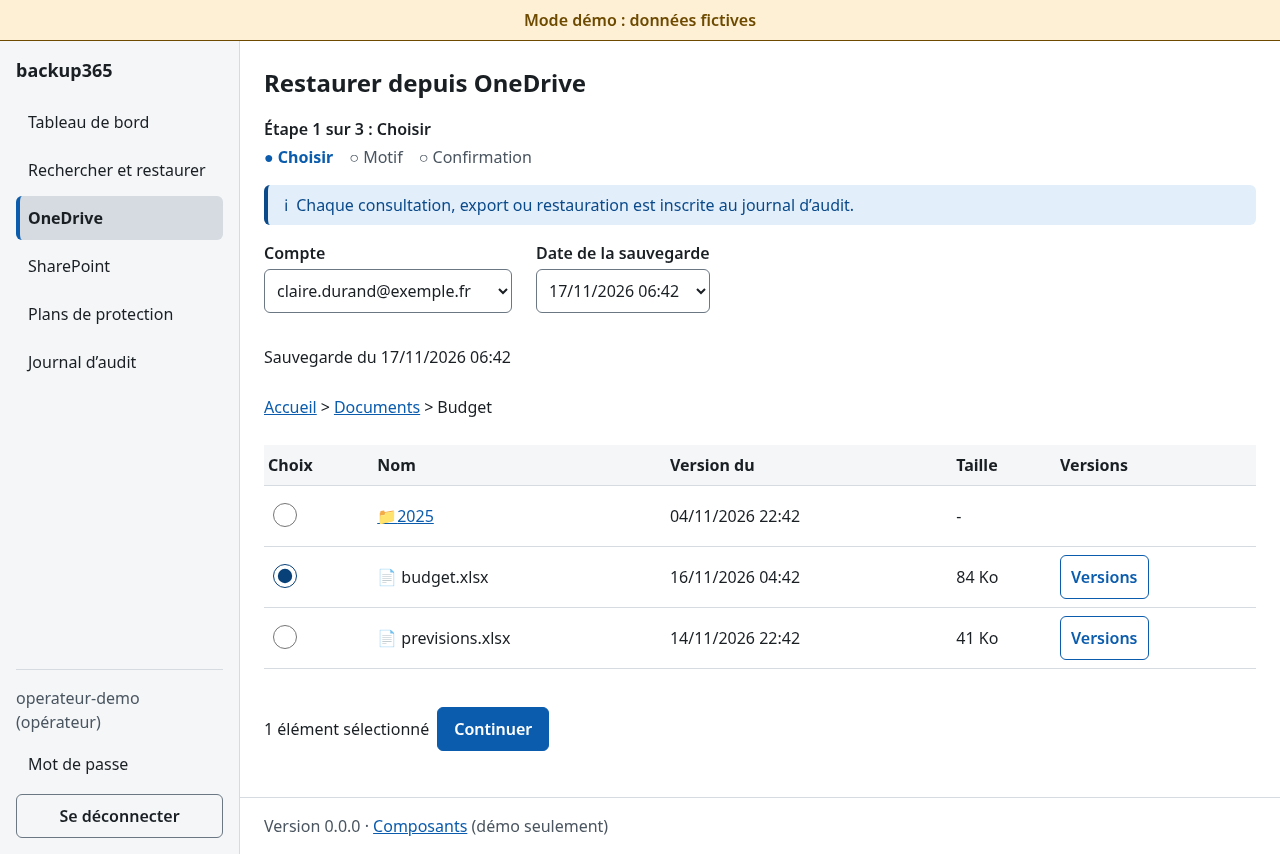 Mode démo : données fictives
backup365
Tableau de bord
Rechercher et restaurer
OneDrive
SharePoint
Plans de protection
Journal d’audit
operateur-demo
(opérateur)
Mot de passe
Se déconnecter
Restaurer depuis OneDrive
Étape 1 sur 3 : Choisir
● Choisir ○ Motif ○ Confirmation
i Chaque consultation, export ou restauration est inscrite au journal d’audit.
Compte Date de la sauvegarde
claire.durand@exemple.fr 17/11/2026 06:42
Sauvegarde du 17/11/2026 06:42
Accueil > Documents > Budget
Choix Nom Version du Taille Versions
2025 04/11/2026 22:42 -
budget.xlsx 16/11/2026 04:42 84 Ko Versions
previsions.xlsx 14/11/2026 22:42 41 Ko Versions
1 élément sélectionné Continuer
Version 0.0.0 · Composants (démo seulement)